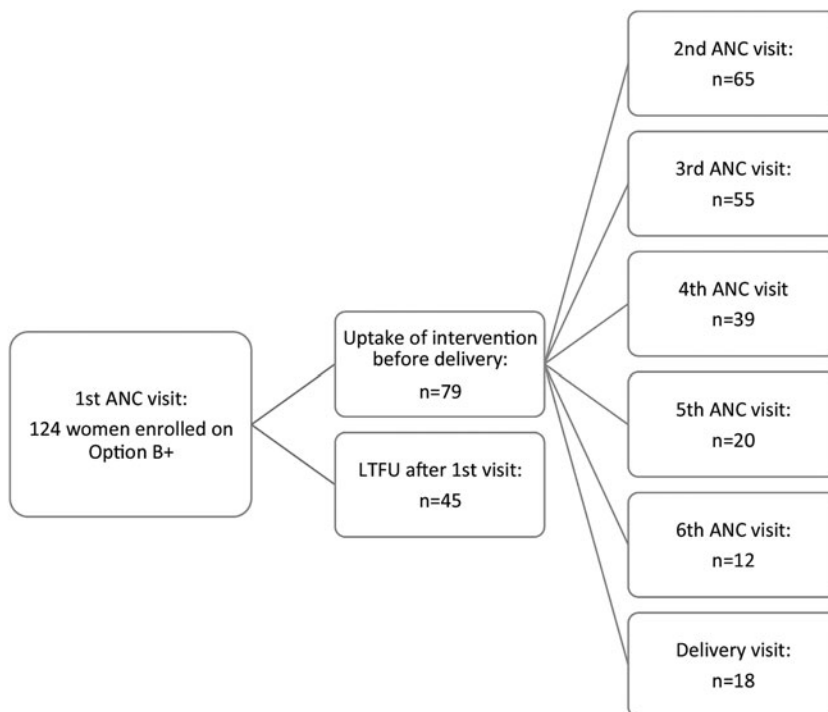 1st ANC visit:
124 women enrolled on
Option B+
Uptake of intervention
before delivery:
n=79
LTFU after 1st visit:
n=45
2nd ANC visit:
n=65
3rd ANC visit:
n=55
4th ANC visit
n=39
5th ANC visit:
n=20
6th ANC visit:
n=12
Delivery visit:
n=18